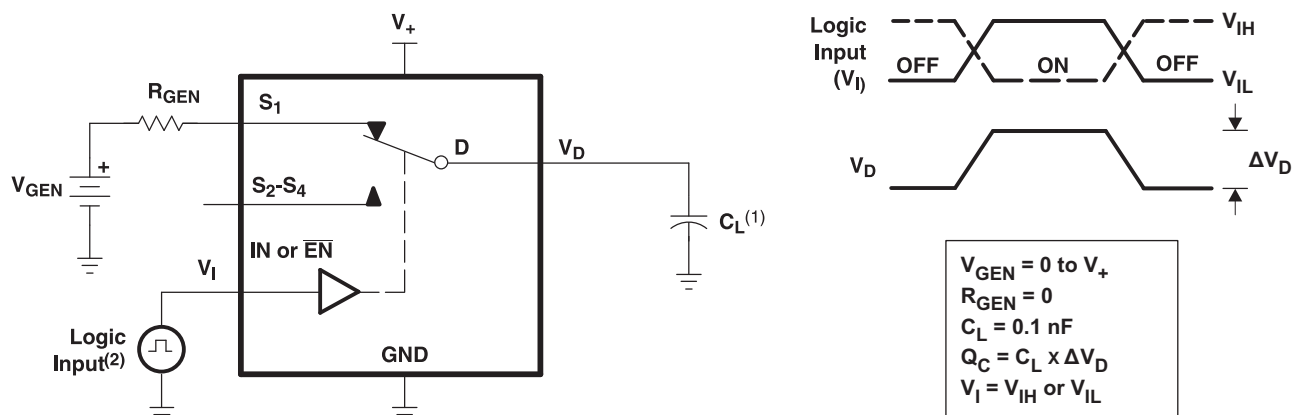 V+
RGEN
S1
D
VD
VGEN
+
S2-S4
CL(1)
IN or E̅N̅
VI
Logic
Input(2)
GND
Logic
Input
(VI)
OFF
ON
OFF
VIH
VIL
VD
ΔVD
VGEN = 0 to V+
RGEN = 0
CL = 0.1 nF
QC = CL x ΔVD
VI = VIH or VIL